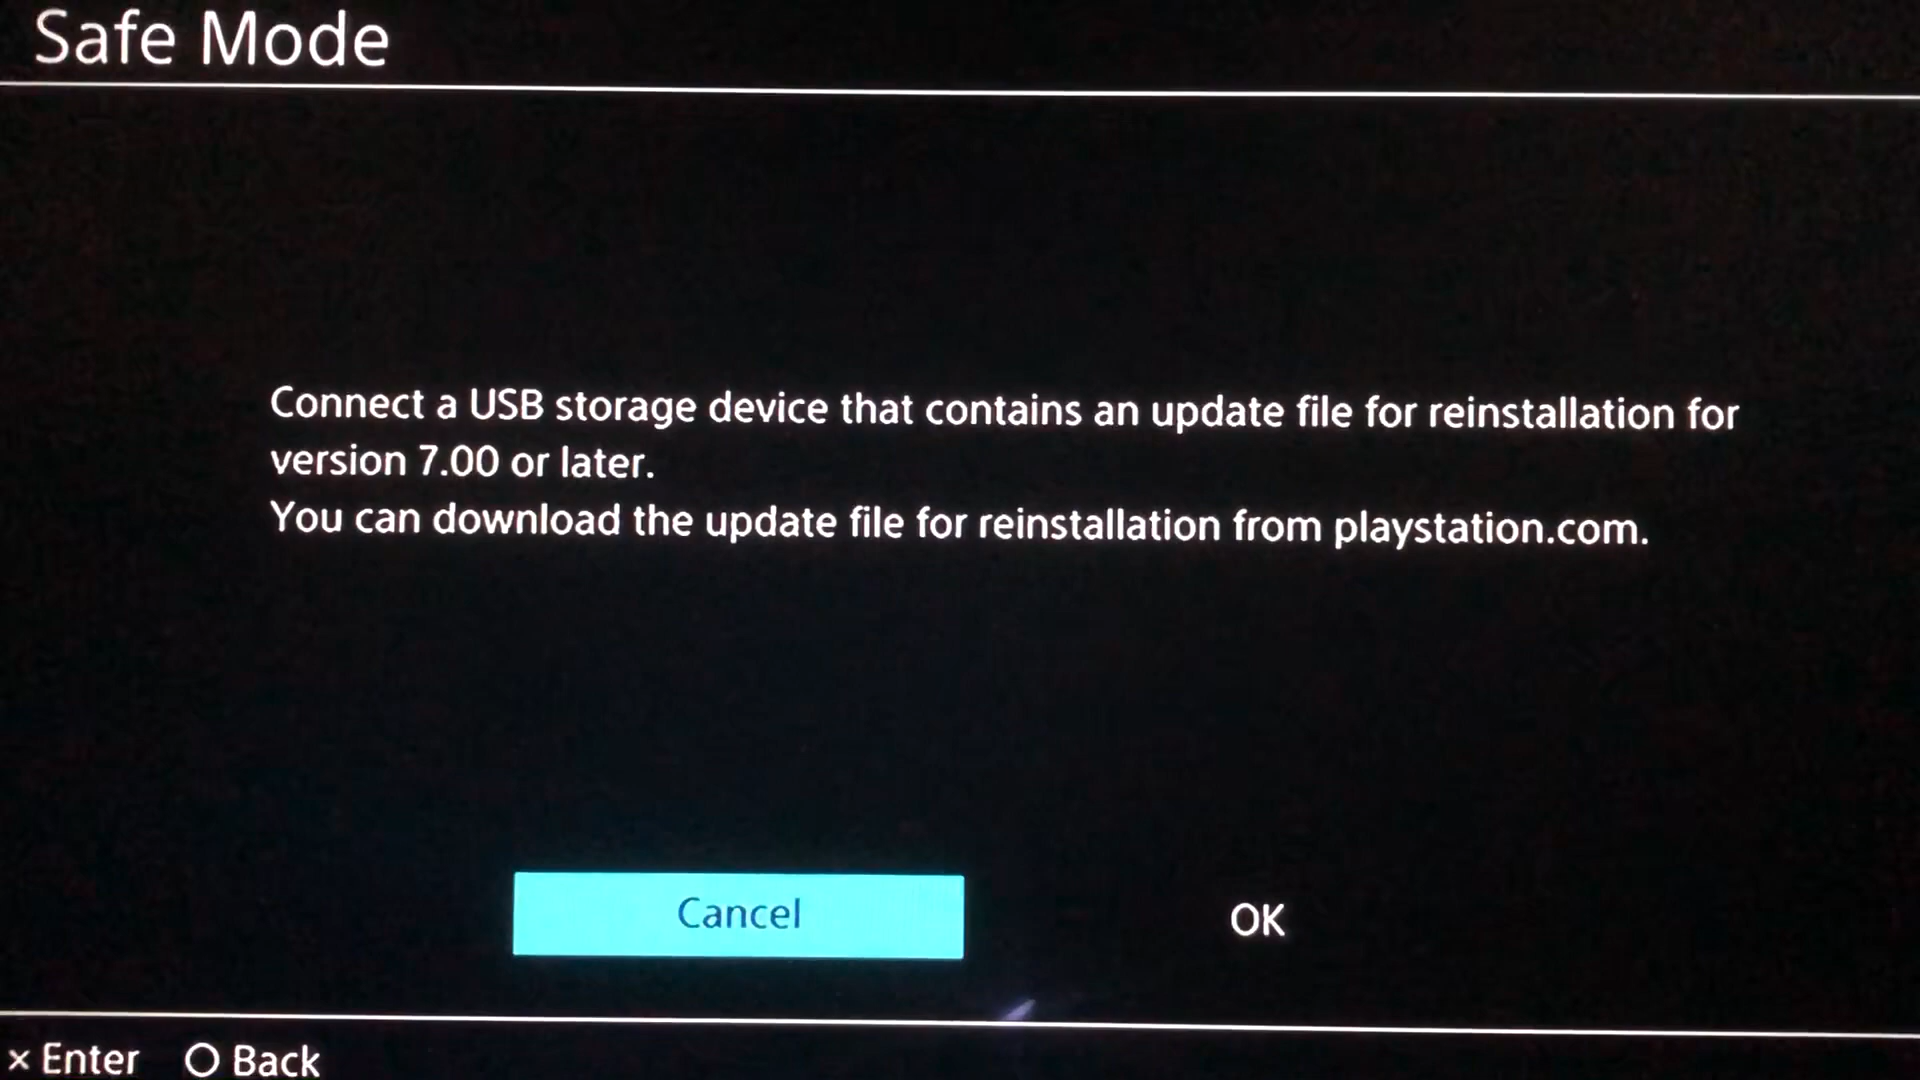 Safe Mode
Connect a USB storage device that contains an update file for reinstallation for
version 7.00 or later.
You can download the update file for reinstallation from playstation.com.
Cancel
OK
× Enter ○ Back